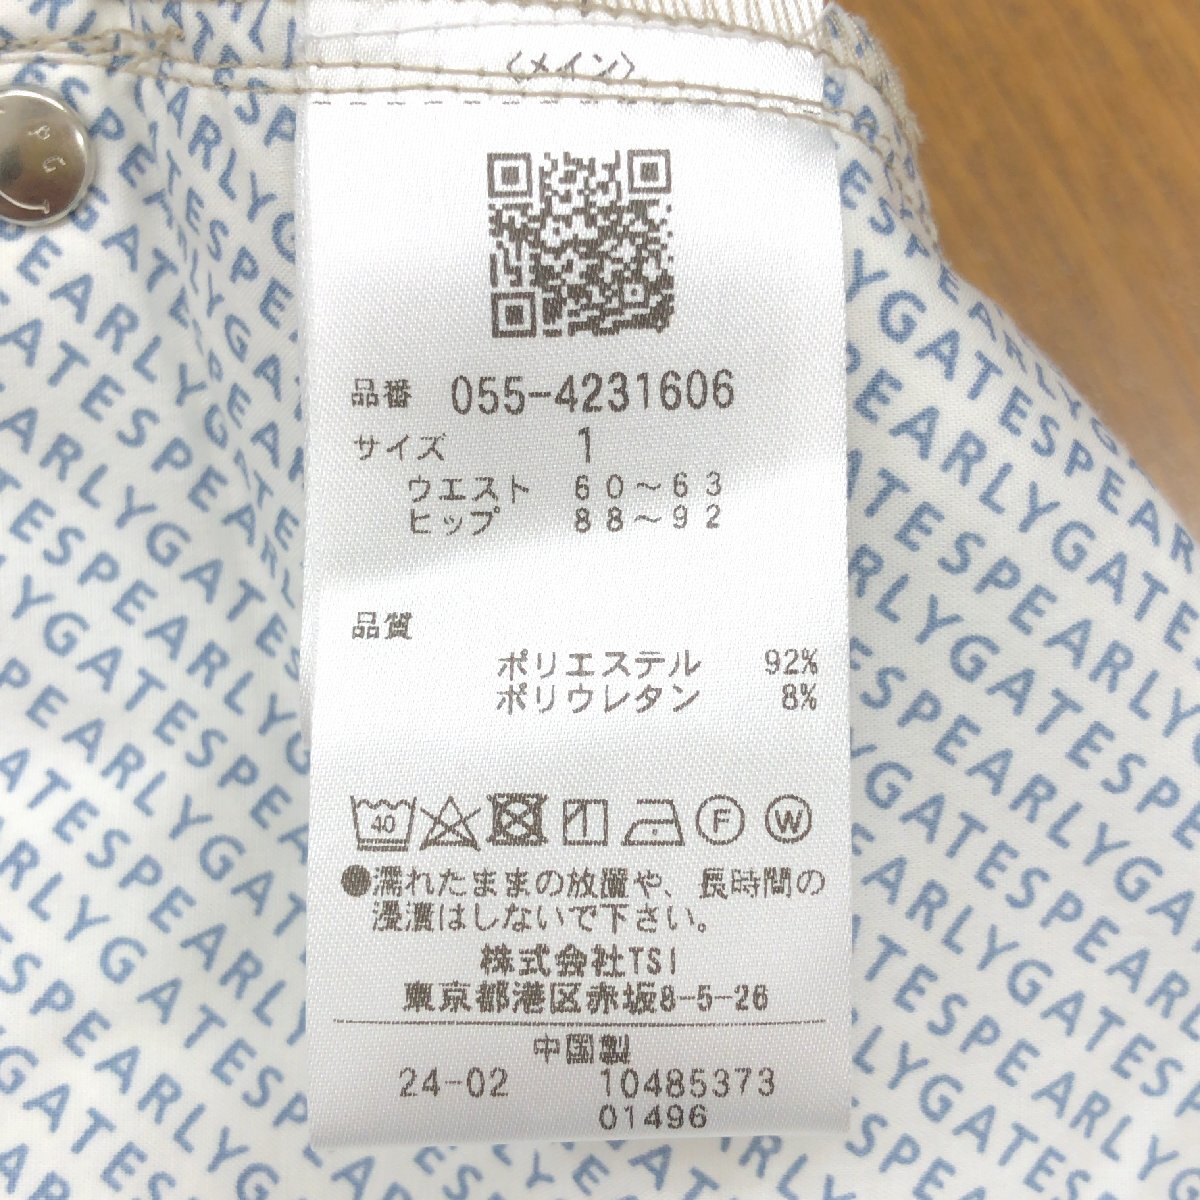 〈メイン〉
品番 055-4231606
サイズ 1
ウエスト 60〜63
ヒップ 88〜92
品質
ポリエステル 92%
ポリウレタン 8%
40 F W
●濡れたままの放置や、長時間の
浸漬はしないで下さい。
株式会社TSI
東京都港区赤坂8-5-26
中国製
24-02 10485373
01496
PEARLYGATES